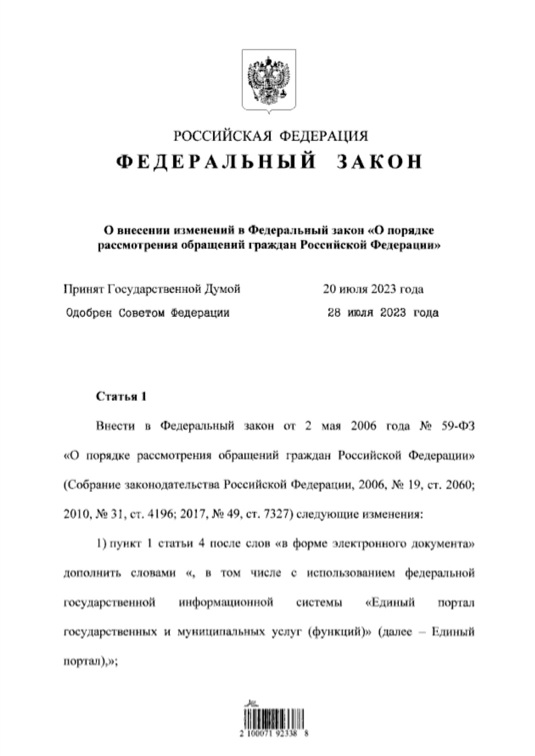 РОССИЙСКАЯ ФЕДЕРАЦИЯ
ФЕДЕРАЛЬНЫЙ ЗАКОН
О внесении изменений в Федеральный закон «О порядке
рассмотрения обращений граждан Российской Федерации»
Принят Государственной Думой 20 июля 2023 года
Одобрен Советом Федерации 28 июля 2023 года
Статья 1
Внести в Федеральный закон от 2 мая 2006 года № 59-ФЗ
«О порядке рассмотрения обращений граждан Российской Федерации»
(Собрание законодательства Российской Федерации, 2006, № 19, ст. 2060;
2010, № 31, ст. 4196; 2017, № 49, ст. 7327) следующие изменения:
1) пункт 1 статьи 4 после слов «в форме электронного документа»
дополнить словами «, в том числе с использованием федеральной
государственной информационной системы «Единый портал
государственных и муниципальных услуг (функций)» (далее – Единый
портал),»;
2 100071 92338 8